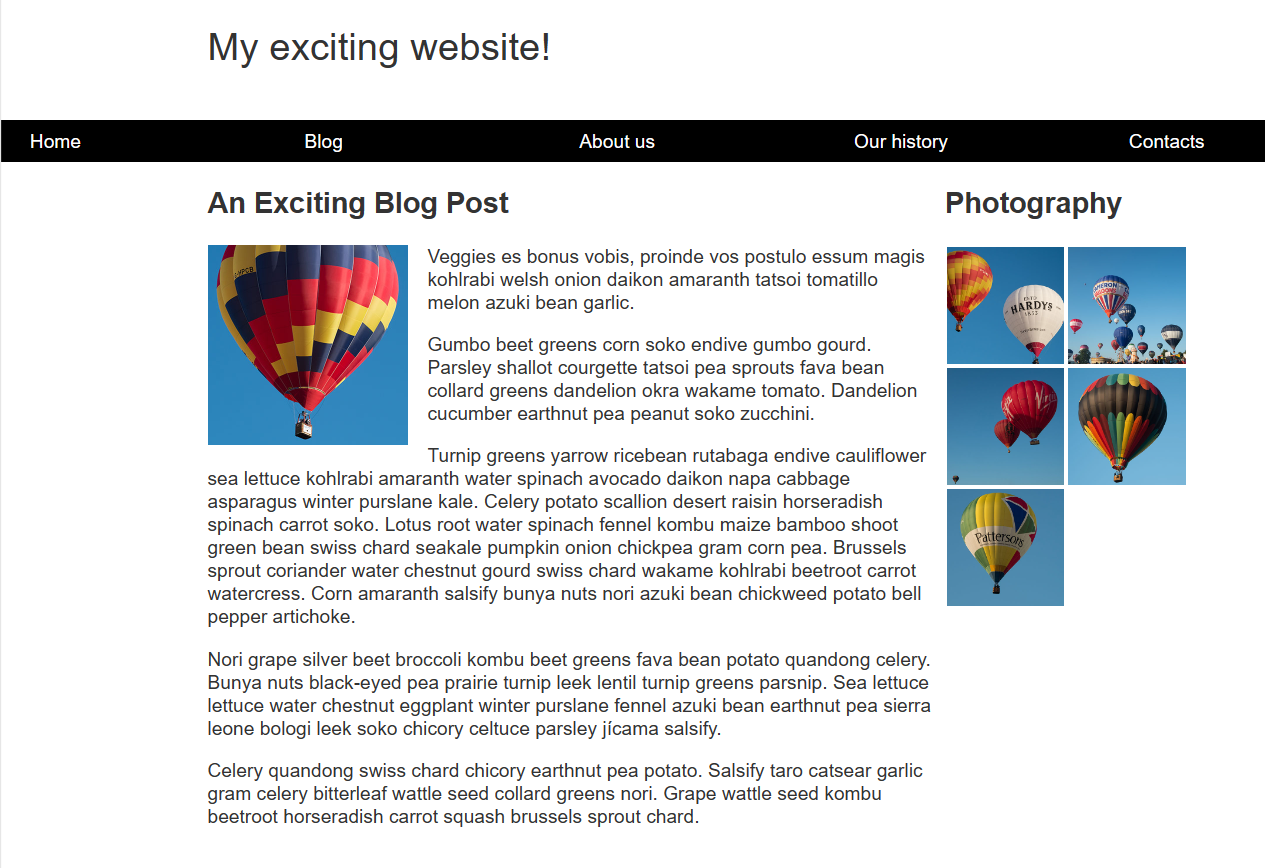 My exciting website!
Home
Blog
About us
Our history
Contacts
An Exciting Blog Post
Veggies es bonus vobis, proinde vos postulo essum magis
kohlrabi welsh onion daikon amaranth tatsoi tomatillo
melon azuki bean garlic.
Gumbo beet greens corn soko endive gumbo gourd.
Parsley shallot courgette tatsoi pea sprouts fava bean
collard greens dandelion okra wakame tomato. Dandelion
cucumber earthnut pea peanut soko zucchini.
Turnip greens yarrow ricebean rutabaga endive cauliflower
sea lettuce kohlrabi amaranth water spinach avocado daikon napa cabbage
asparagus winter purslane kale. Celery potato scallion desert raisin horseradish
spinach carrot soko. Lotus root water spinach fennel kombu maize bamboo shoot
green bean swiss chard seakale pumpkin onion chickpea gram corn pea. Brussels
sprout coriander water chestnut gourd swiss chard wakame kohlrabi beetroot carrot
watercress. Corn amaranth salsify bunya nuts nori azuki bean chickweed potato bell
pepper artichoke.
Nori grape silver beet broccoli kombu beet greens fava bean potato quandong celery.
Bunya nuts black-eyed pea prairie turnip leek lentil turnip greens parsnip. Sea lettuce
lettuce water chestnut eggplant winter purslane fennel azuki bean earthnut pea sierra
leone bologi leek soko chicory celtuce parsley jícama salsify.
Celery quandong swiss chard chicory earthnut pea potato. Salsify taro catsear garlic
gram celery bitterleaf wattle seed collard greens nori. Grape wattle seed kombu
beetroot horseradish carrot squash brussels sprout chard.
Photography
HARDYS
CAMERON
BALLOONS
Virgin
Pattersons